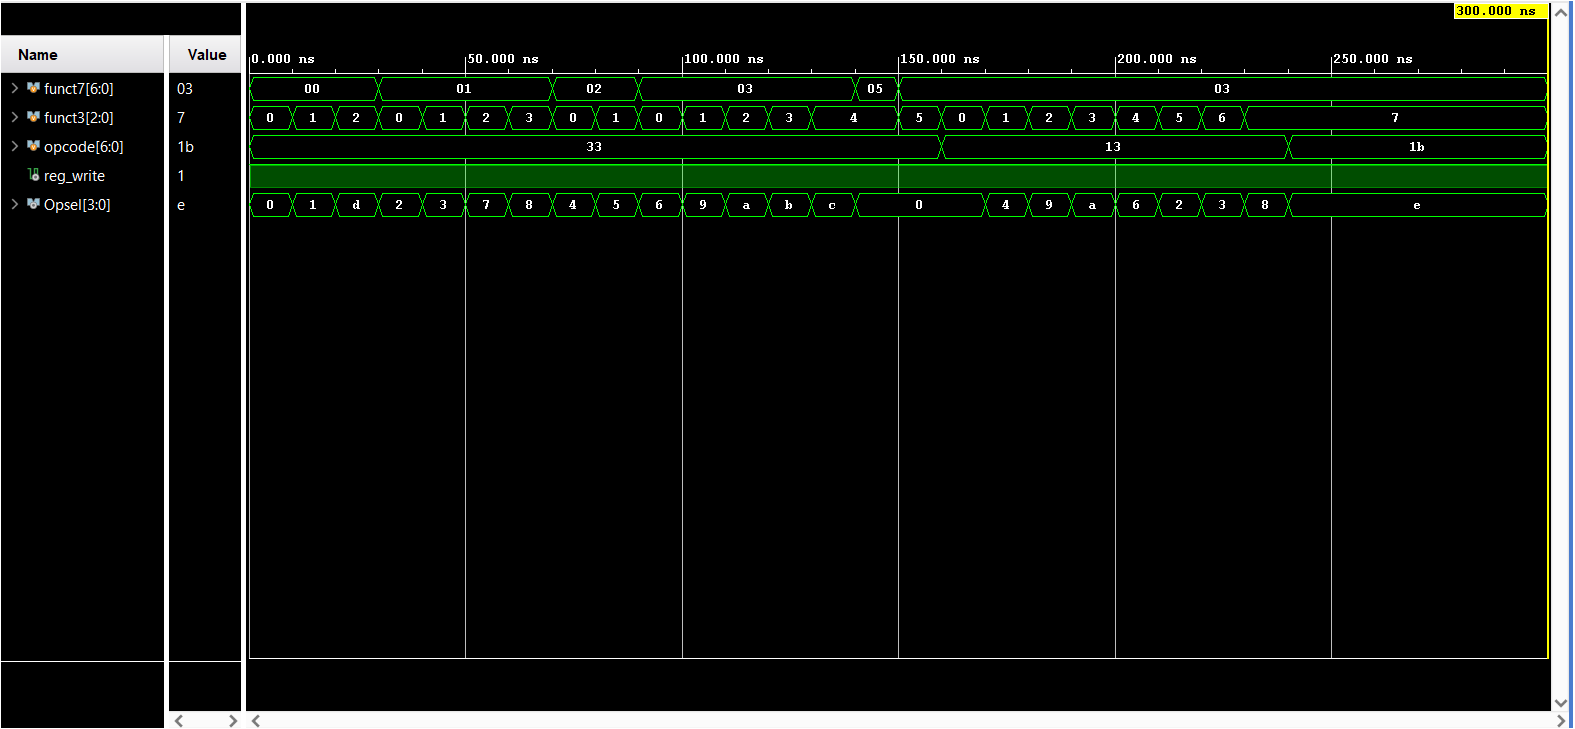 300.000 ns
Name Value
0.000 ns 50.000 ns 100.000 ns 150.000 ns 200.000 ns 250.000 ns
funct7[6:0] 03 00 01 02 03 05 03
funct3[2:0] 7 0 1 2 0 1 2 3 0 1 0 1 2 3 4 5 0 1 2 3 4 5 6 7
opcode[6:0] 1b 33 13 1b
reg_write 1
Opsel[3:0] e 0 1 d 2 3 7 8 4 5 6 9 a b c 0 4 9 a 6 2 3 8 e